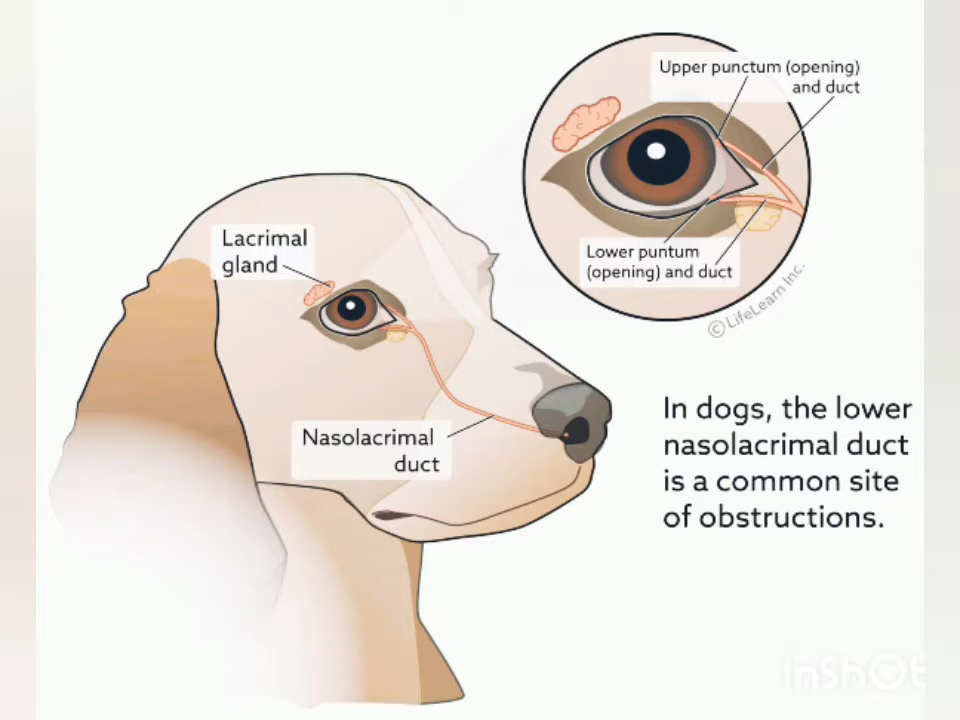 Upper punctum (opening)
and duct
Lacrimal
gland
Lower puntum
(opening) and duct
© LifeLearn Inc.
In dogs, the lower
nasolacrimal duct
is a common site
of obstructions.
Nasolacrimal
duct
InShOt